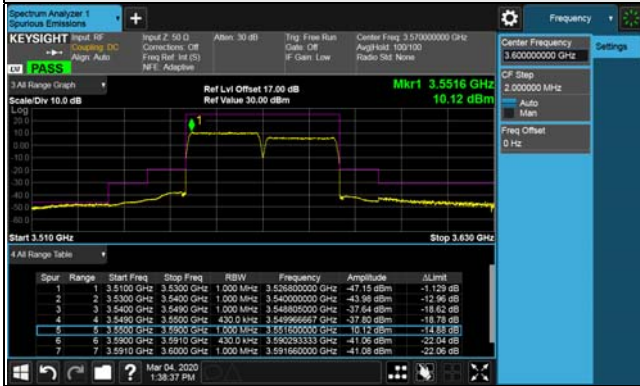 Spectrum Analyzer 1
Spurious Emissions
Frequency
KEYSIGHT
Input: RF
Coupling: DC
Align: Auto
Input Z: 50 Ω
Corrections: Off
Freq Ref: Int (S)
NFE: Adaptive
Atten: 30 dB
Trig: Free Run
Gate: Off
IF Gain: Low
Center Freq: 3.570000000 GHz
Avg|Hold: 100/100
Radio Std: None
PASS
Center Frequency
3.600000000 GHz
Settings
CF Step
2.000000 MHz
Auto
Man
Freq Offset
0 Hz
3 All Range Graph
Scale/Div 10.0 dB
Ref Lvl Offset 17.00 dB
Ref Value 30.00 dBm
Mkr1 3.5516 GHz
10.12 dBm
Log
20.0
10.0
0.00
-10.0
-20.0
-30.0
-40.0
-50.0
-60.0
1
Start 3.510 GHz
Stop 3.630 GHz
4 All Range Table
Spur Range Start Freq Stop Freq RBW Frequency Amplitude ΔLimit
1 1 3.5100 GHz 3.5300 GHz 1.000 MHz 3.526800000 GHz -47.15 dBm -1.129 dB
2 2 3.5300 GHz 3.5400 GHz 1.000 MHz 3.540000000 GHz -43.98 dBm -12.96 dB
3 3 3.5400 GHz 3.5490 GHz 1.000 MHz 3.548805000 GHz -37.64 dBm -18.62 dB
4 4 3.5490 GHz 3.5500 GHz 430.0 kHz 3.549966667 GHz -37.80 dBm -18.78 dB
5 5 3.5500 GHz 3.5900 GHz 1.000 MHz 3.551600000 GHz 10.12 dBm -14.88 dB
6 6 3.5900 GHz 3.5910 GHz 430.0 kHz 3.590293333 GHz -41.06 dBm -22.04 dB
7 7 3.5910 GHz 3.6000 GHz 1.000 MHz 3.591660000 GHz -41.08 dBm -22.06 dB
Mar 04, 2020
1:38:37 PM